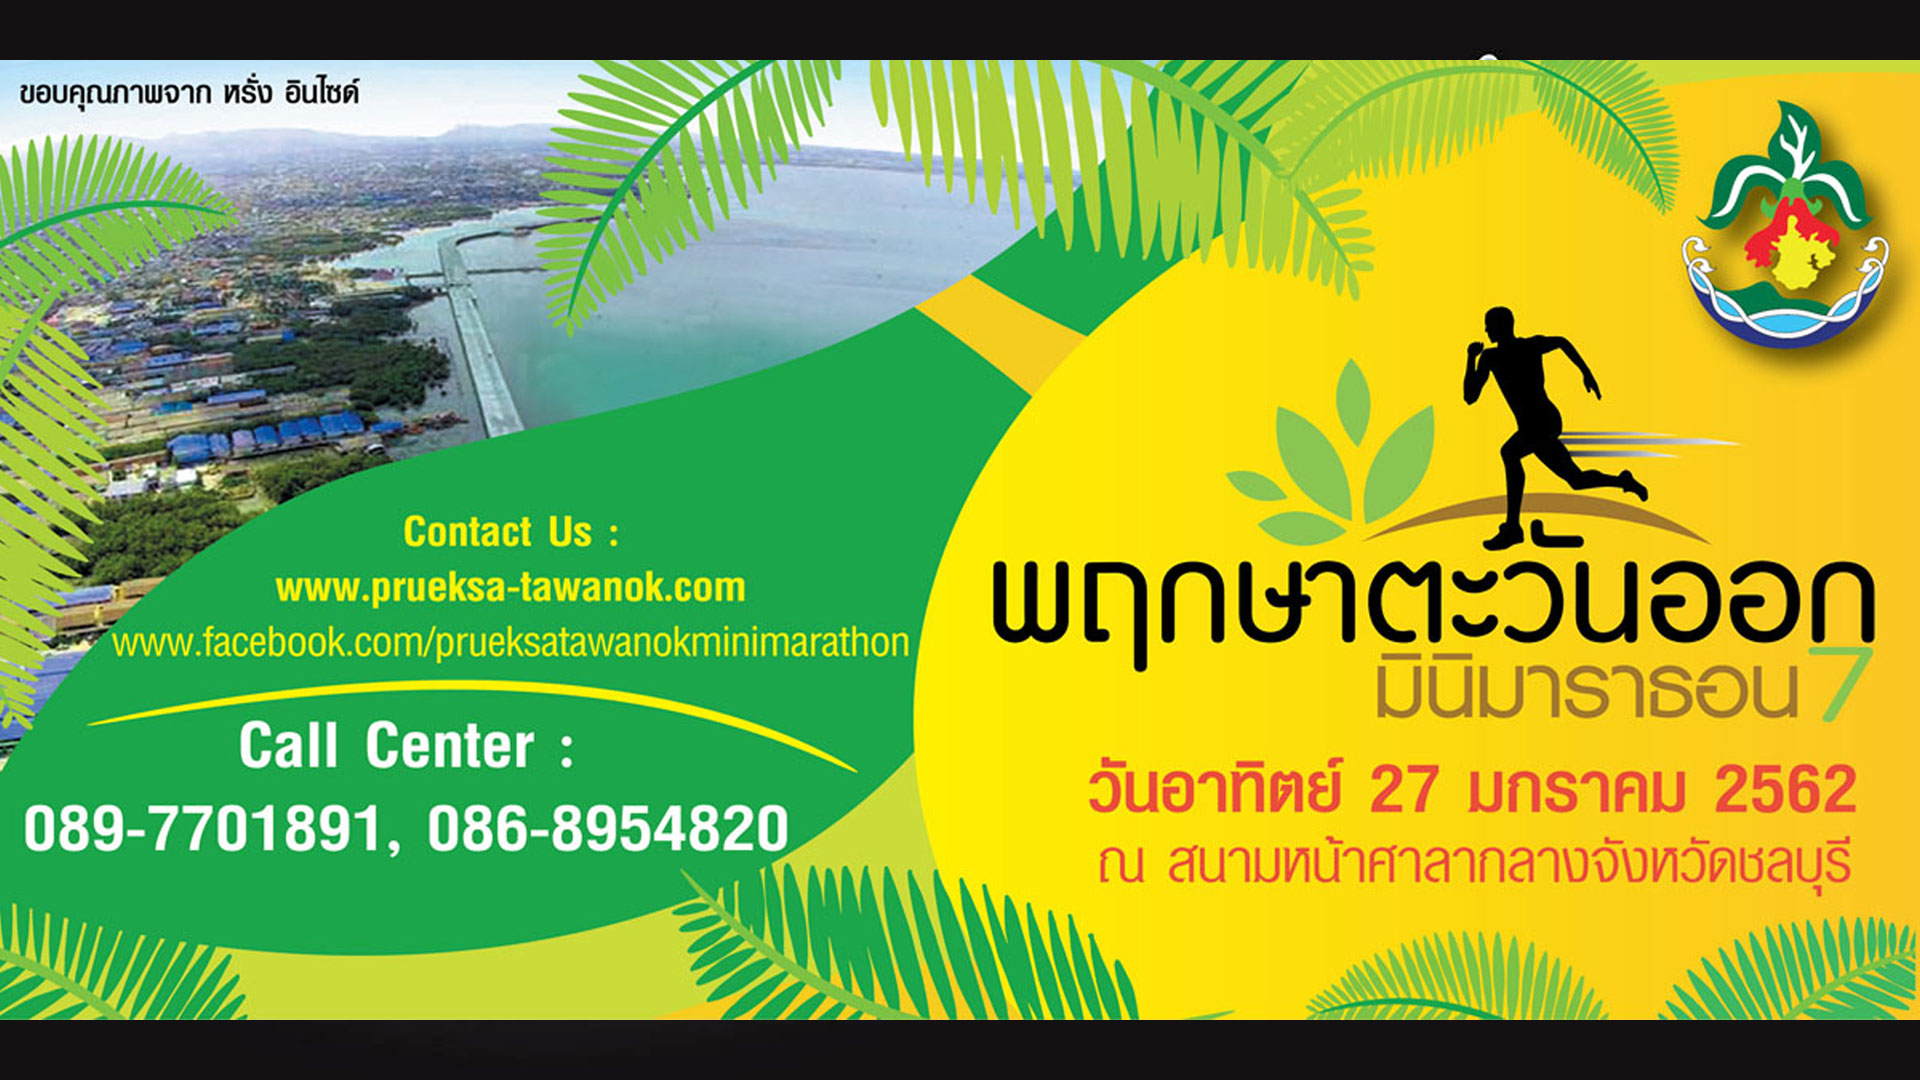 ขอบคุณภาพจาก หรั่ง อินไซด์
Contact Us :
www.prueksa-tawanok.com
www.facebook.com/prueksatawanokminimarathon
Call Center :
089-7701891, 086-8954820
พฤกษาตะวันออก
มินิมาราธอน 7
วันอาทิตย์ 27 มกราคม 2562
ณ สนามหน้าศาลากลางจังหวัดชลบุรี